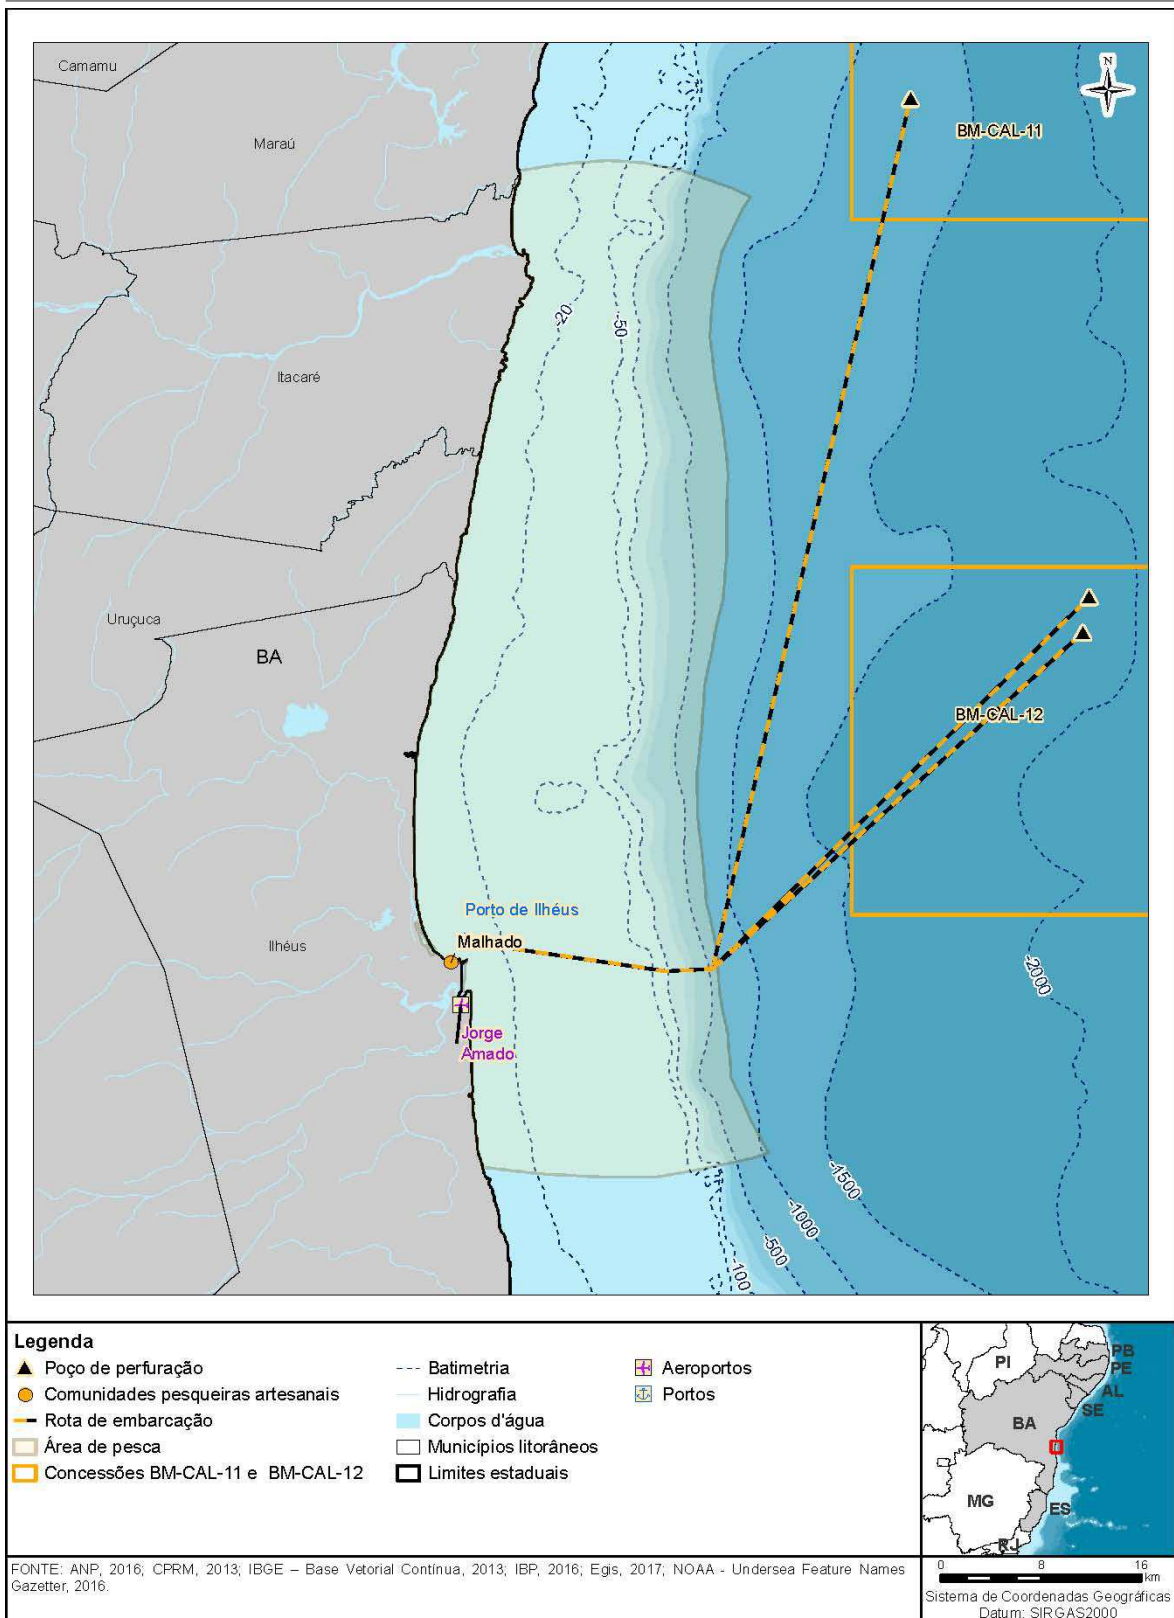 Camamu
N
BM-CAL-11
Maraú
-20
-50
Itacaré
Uruçuca
BA
BM-CAL-12
Porto de Ilhéus
Malhado
Ilhéus
-2000
Jorge
Amado
-1500
-1000
-500
-100
Legenda
Poço de perfuração
Comunidades pesqueiras artesanais
Rota de embarcação
Área de pesca
Concessões BM-CAL-11 e BM-CAL-12
Batimetria
Hidrografia
Corpos d'água
Municípios litorâneos
Limites estaduais
Aeroportos
Portos
PI
PB
PE
AL
SE
BA
MG
ES
RJ
FONTE: ANP, 2016; CPRM, 2013; IBGE – Base Vetorial Contínua, 2013; IBP, 2016; Egis, 2017; NOAA - Undersea Feature Names
Gazetter, 2016.
0 8 16
km
Sistema de Coordenadas Geográficas
Datum: SIRGAS2000